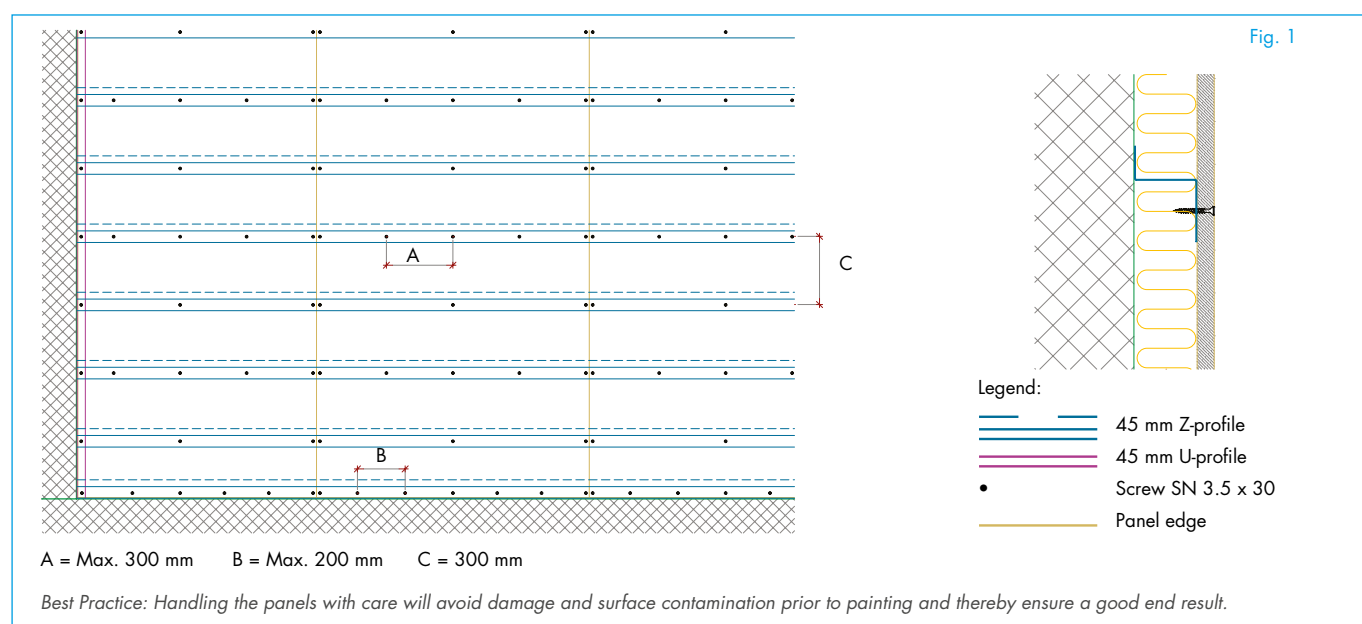 Fig. 1
A
C
B
Legend:
45 mm Z-profile
45 mm U-profile
Screw SN 3.5 x 30
Panel edge
A = Max. 300 mm B = Max. 200 mm C = 300 mm
Best Practice: Handling the panels with care will avoid damage and surface contamination prior to painting and thereby ensure a good end result.